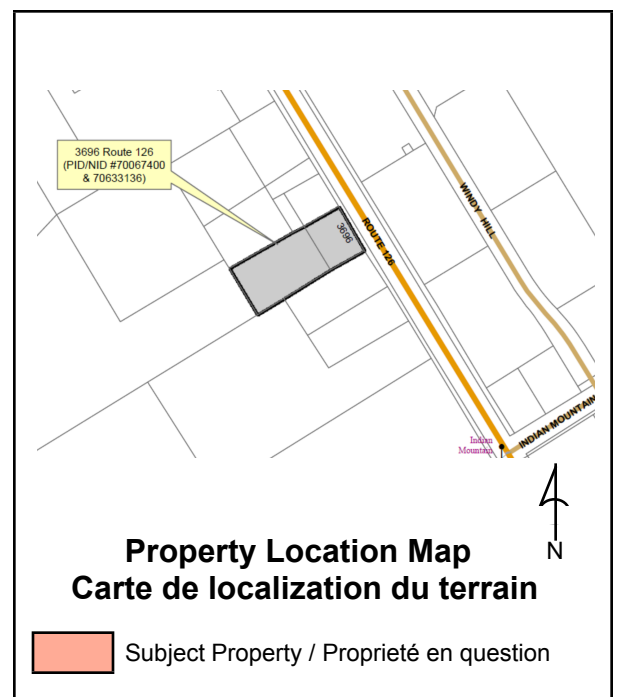 3696 Route 126
(PID/NID #70067400
& 70633136)
3696
ROUTE 126
WINDY HILL
INDIAN MOUNTAIN
Indian
Mountain
N
Property Location Map
Carte de localization du terrain
Subject Property / Proprieté en question